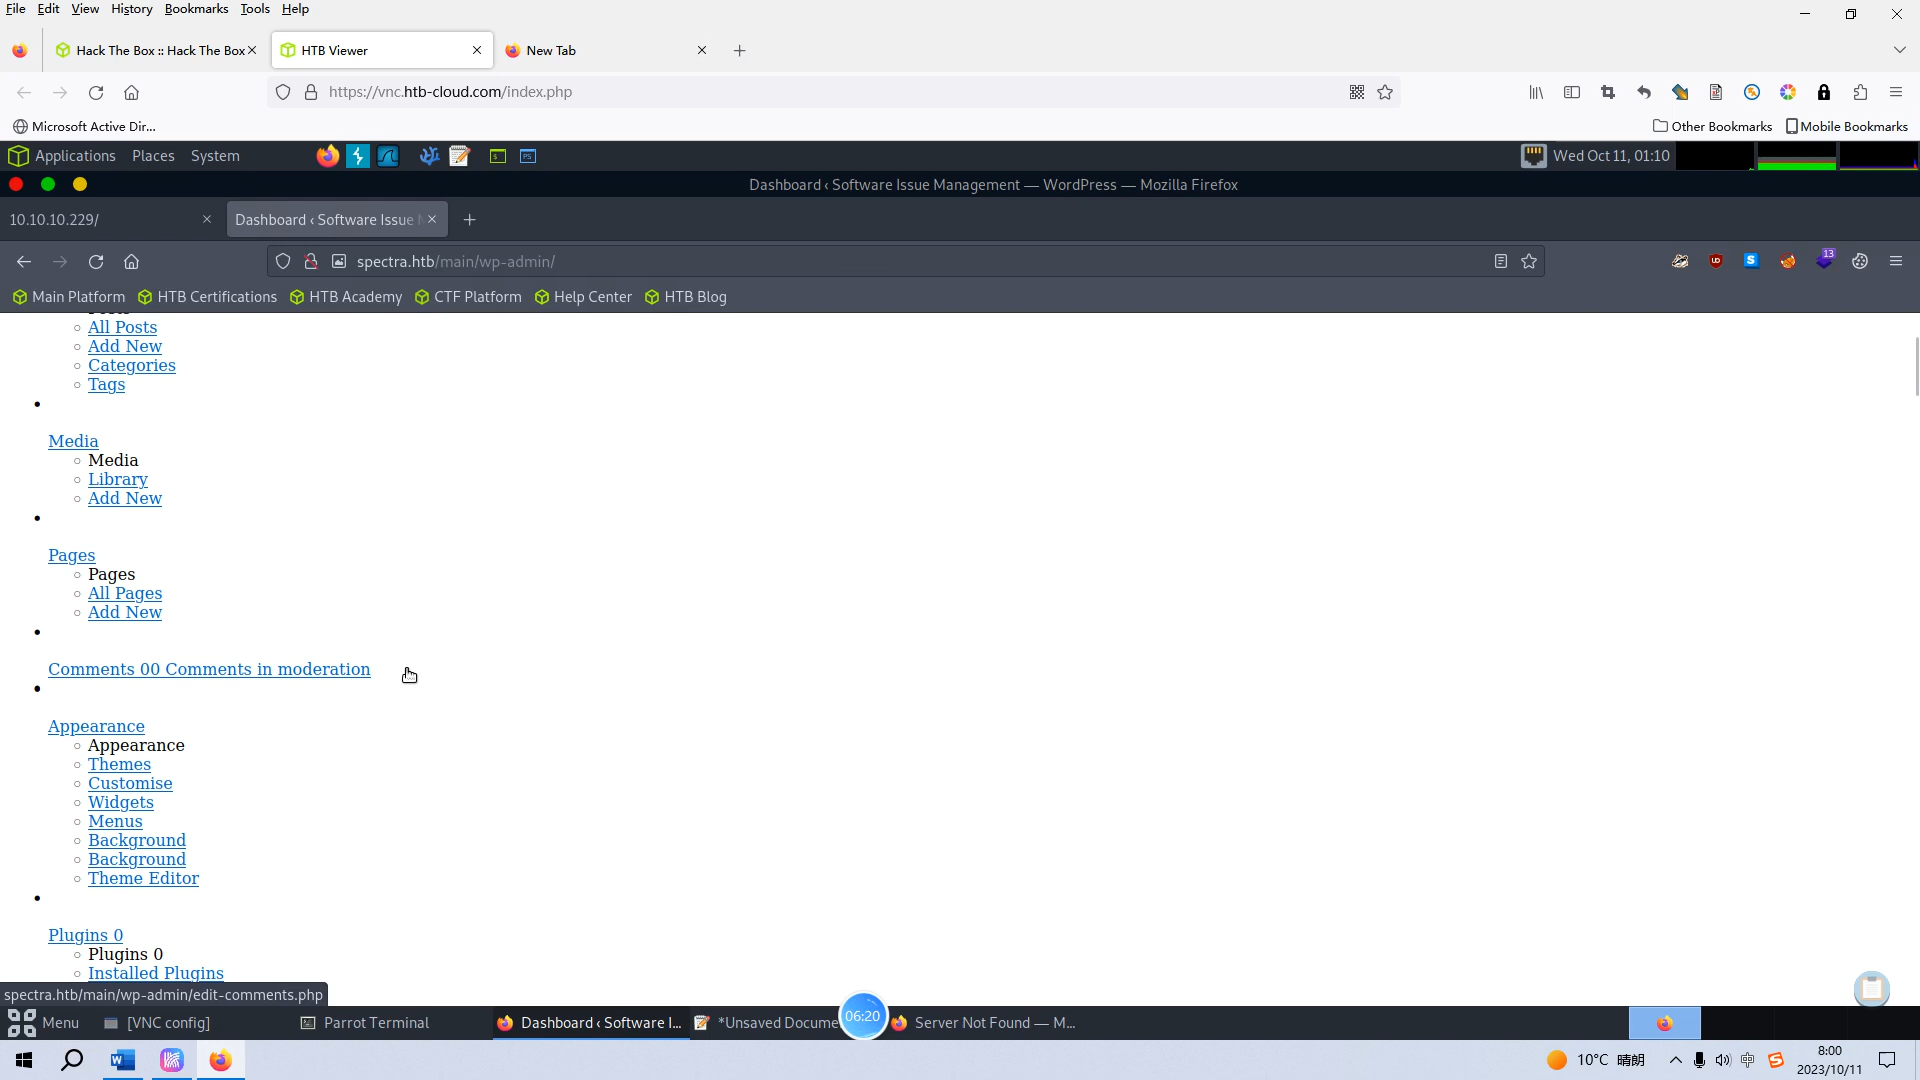 File Edit View History Bookmarks Tools Help
Hack The Box :: Hack The Box
HTB Viewer
New Tab
https://vnc.htb-cloud.com/index.php
Microsoft Active Dir...
Other Bookmarks
Mobile Bookmarks
Applications Places System
Wed Oct 11, 01:10
Dashboard ‹ Software Issue Management — WordPress — Mozilla Firefox
10.10.10.229/
Dashboard ‹ Software Issue
spectra.htb/main/wp-admin/
13
Main Platform
HTB Certifications
HTB Academy
CTF Platform
Help Center
HTB Blog
All Posts
Add New
Categories
Tags
Media
Media
Library
Add New
Pages
Pages
All Pages
Add New
Comments 00 Comments in moderation
Appearance
Appearance
Themes
Customise
Widgets
Menus
Background
Background
Theme Editor
Plugins 0
Plugins 0
Installed Plugins
spectra.htb/main/wp-admin/edit-comments.php
Menu
[VNC config]
Parrot Terminal
Dashboard ‹ Software I...
*Unsaved Docume
06:20
Server Not Found — M...
10°C 晴朗
中
8:00
2023/10/11